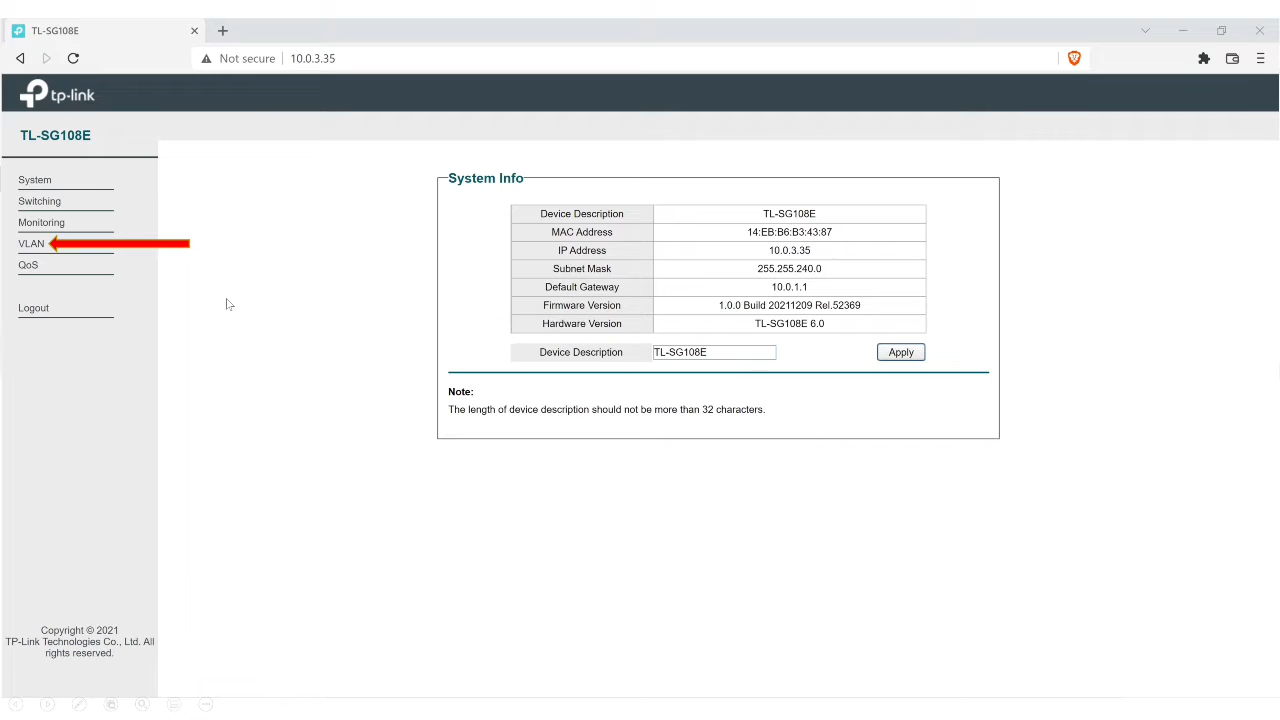 TL-SG108E
Not secure 10.0.3.35
tp-link
TL-SG108E
System
Switching
Monitoring
VLAN
QoS
Logout
System Info
Device Description TL-SG108E
MAC Address 14:EB:B6:B3:43:87
IP Address 10.0.3.35
Subnet Mask 255.255.240.0
Default Gateway 10.0.1.1
Firmware Version 1.0.0 Build 20211209 Rel.52369
Hardware Version TL-SG108E 6.0
Device Description TL-SG108E Apply
Note:
The length of device description should not be more than 32 characters.
Copyright © 2021
TP-Link Technologies Co., Ltd. All
rights reserved.